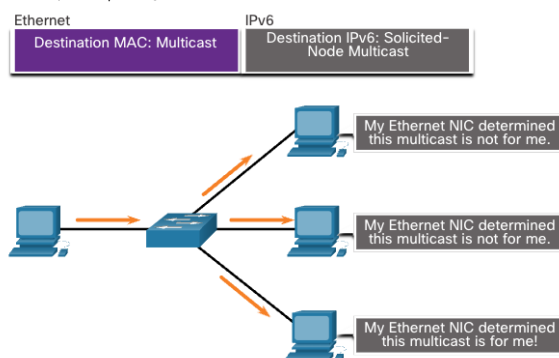 Ethernet
IPv6
Destination MAC: Multicast
Destination IPv6: Solicited-
Node Multicast
My Ethernet NIC determined
this multicast is not for me.
My Ethernet NIC determined
this multicast is not for me.
My Ethernet NIC determined
this multicast is for me!